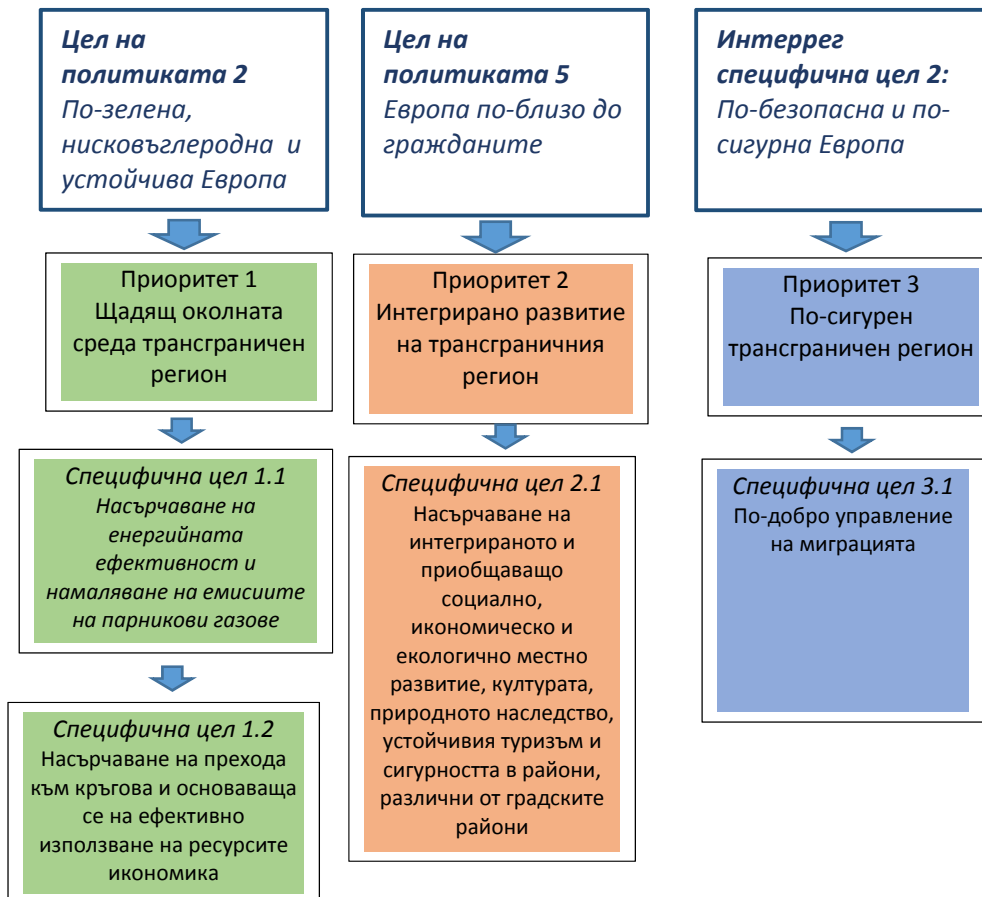 Цел на
политиката 2
По-зелена,
нисковъглеродна и
устойчива Европа
Приоритет 1
Щадящ околната
среда трансграничен
регион
Специфична цел 1.1
Насърчаване на
енергийната
ефективност и
намаляване на емисиите
на парникови газове
Специфична цел 1.2
Насърчаване на прехода
към кръгова и основаваща
се на ефективно
използване на ресурсите
икономика
Цел на
политиката 5
Европа по-близо до
гражданите
Приоритет 2
Интегрирано развитие
на трансграничния
регион
Специфична цел 2.1
Насърчаване на
интегрираното и
приобщаващо
социално,
икономическо и
екологично местно
развитие, културата,
природното наследство,
устойчивия туризъм и
сигурността в райони,
различни от градските
райони
Интеррег
специфична цел 2:
По-безопасна и по-
сигурна Европа
Приоритет 3
По-сигурен
трансграничен регион
Специфична цел 3.1
По-добро управление
на миграцията